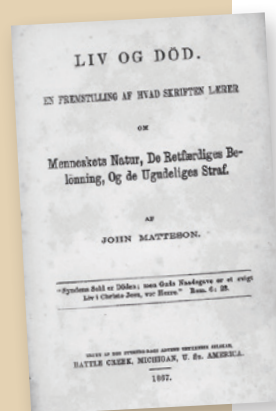 LIV OG DÖD.
EN FREMSTILLING AF HVAD SKRIFTEN LÆRER
OM
Menneskets Natur, De Retfærdiges Be-
lönning, Og de Ugudeliges Straf.
AF
JOHN MATTESON.
"Syndens Sold er Döden; men Guds Naadegave er et evigt
Liv i Christo Jesu, vor Herre." Rom. 6: 23.
BATTLE CREEK, MICHIGAN, U. St. AMERICA.
1867.